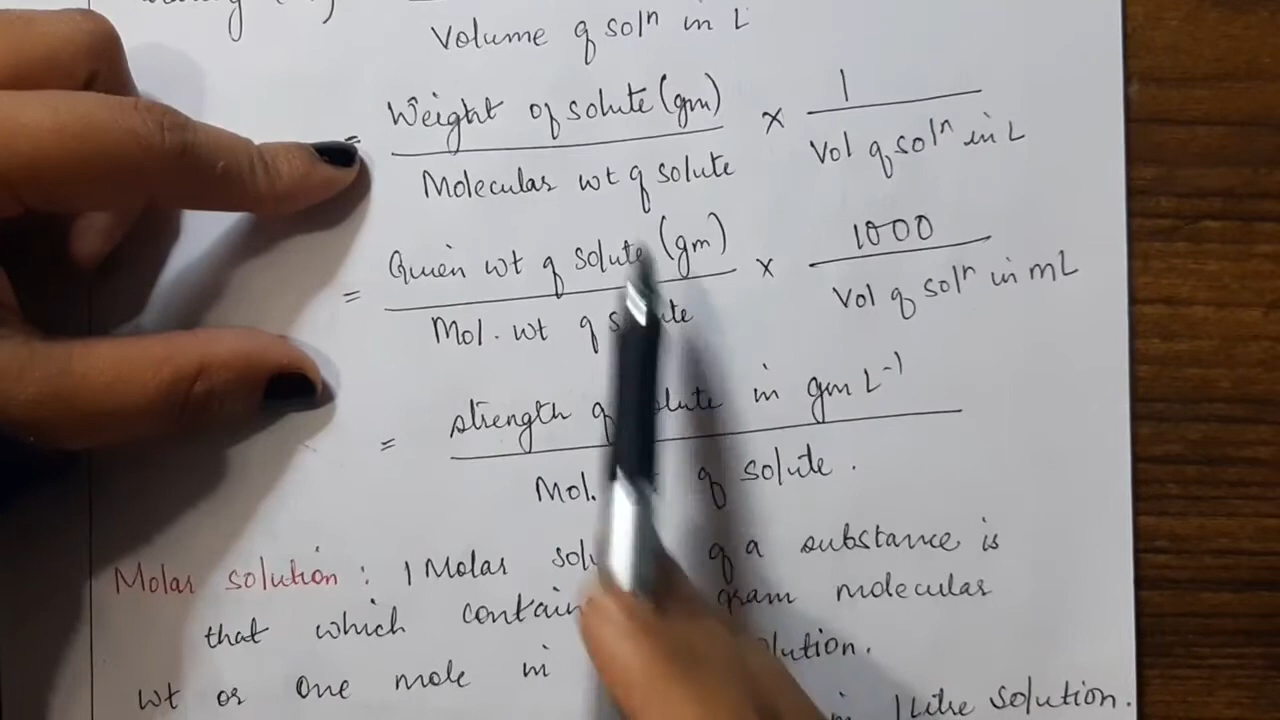 Volume of solⁿ in L
= Weight of solute (gm) / Molecular wt of solute × 1 / Vol of solⁿ in L
= Given wt of solute (gm) / Mol. wt of solute × 1000 / Vol of solⁿ in mL
= strength of solute in gm L⁻¹ / Mol. of solute.
Molar solution : 1 Molar of a substance is
that which gram molecular
wt or one mole in solution.
1 Litre solution.